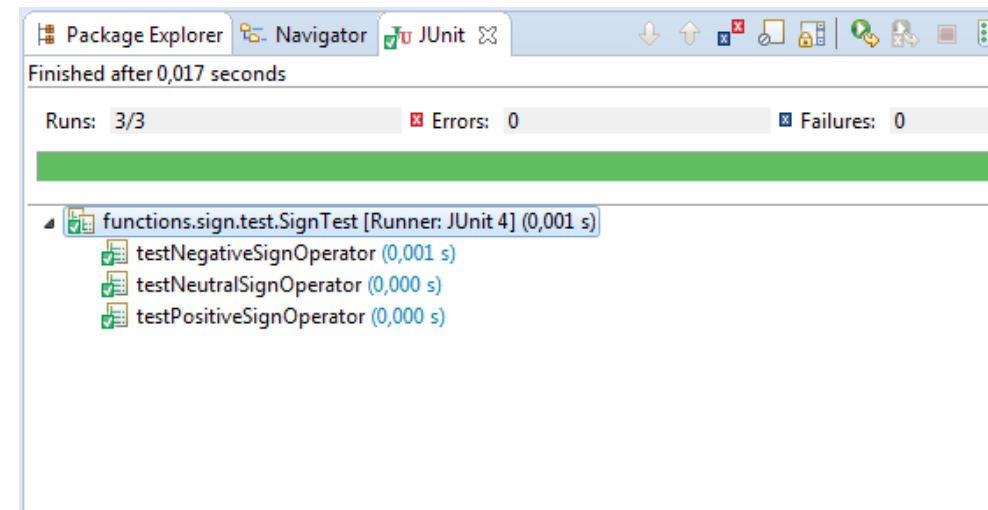 Package Explorer Navigator JUnit
Finished after 0,017 seconds
Runs: 3/3 Errors: 0 Failures: 0
functions.sign.test.SignTest [Runner: JUnit 4] (0,001 s)
testNegativeSignOperator (0,001 s)
testNeutralSignOperator (0,000 s)
testPositiveSignOperator (0,000 s)